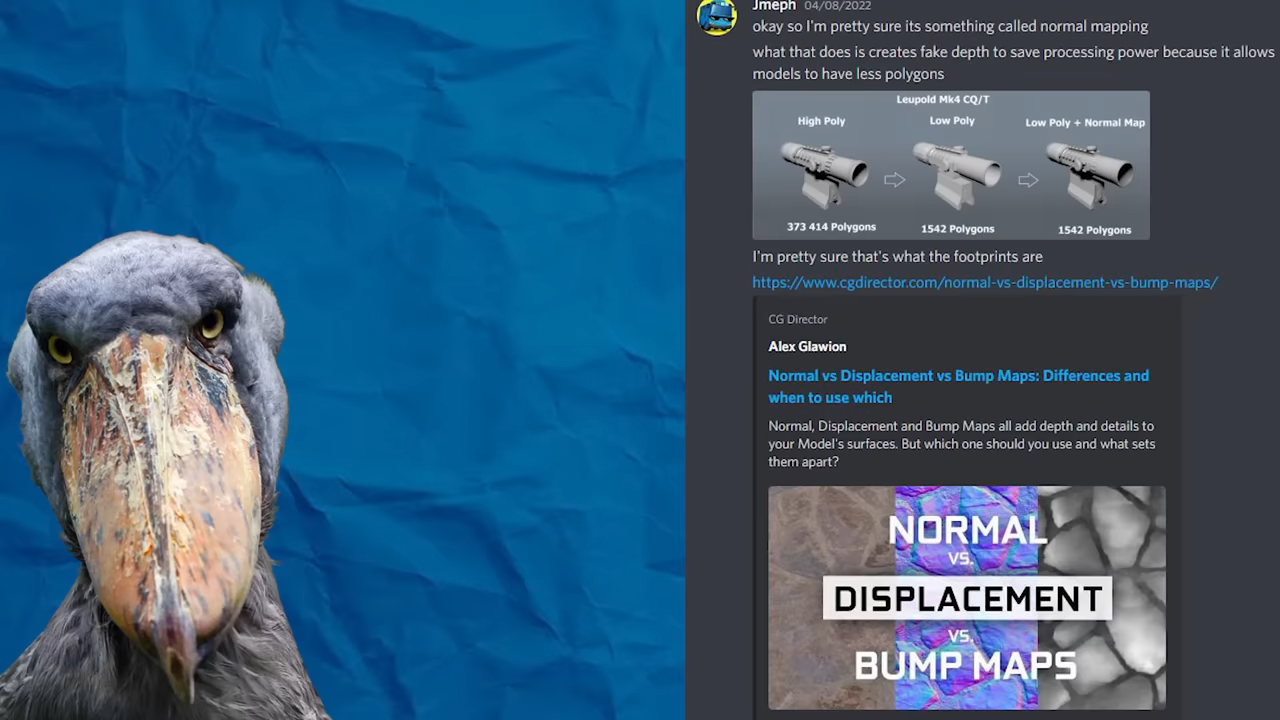 Jmeph 04/08/2022
okay so I'm pretty sure its something called normal mapping
what that does is creates fake depth to save processing power because it allows
models to have less polygons
Leupold Mk4 CQ/T
High Poly Low Poly Low Poly + Normal Map
373 414 Polygons 1542 Polygons 1542 Polygons
I'm pretty sure that's what the footprints are
https://www.cgdirector.com/normal-vs-displacement-vs-bump-maps/
CG Director
Alex Glawion
Normal vs Displacement vs Bump Maps: Differences and
when to use which
Normal, Displacement and Bump Maps all add depth and details to
your Model's surfaces. But which one should you use and what sets
them apart?
NORMAL
VS.
DISPLACEMENT
VS.
BUMP MAPS